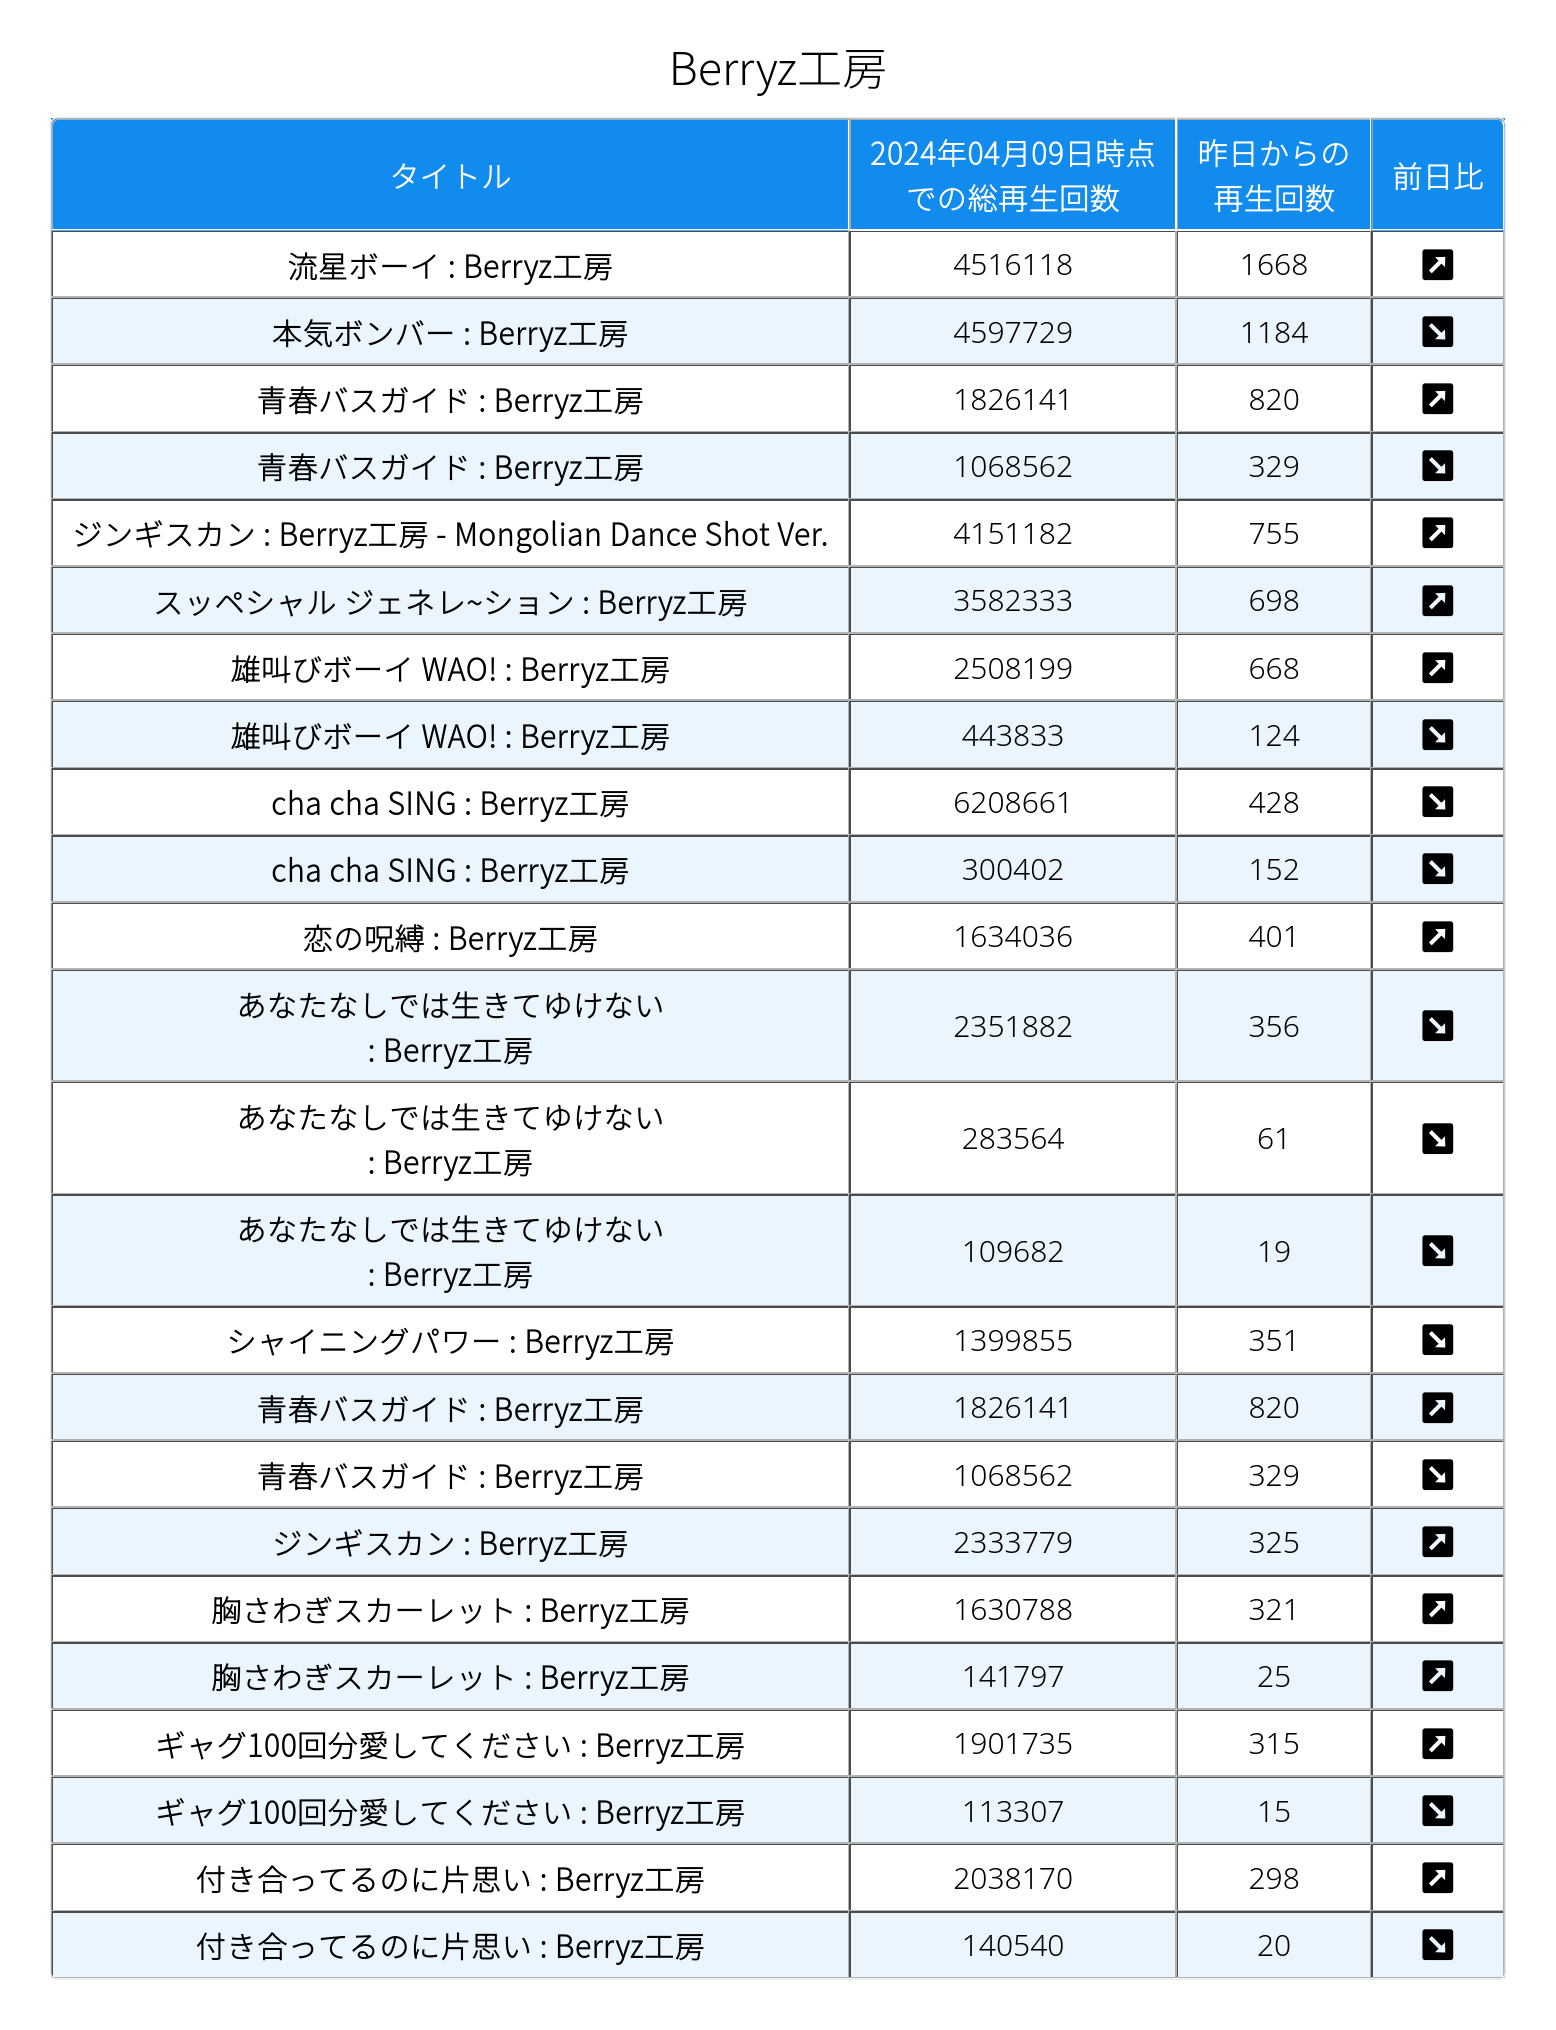 Berryz工房
タイトル
2024年04月09日時点
での総再生回数
昨日からの
再生回数
前日比
流星ボーイ : Berryz工房 4516118 1668
本気ボンバー : Berryz工房 4597729 1184
青春バスガイド : Berryz工房 1826141 820
青春バスガイド : Berryz工房 1068562 329
ジンギスカン : Berryz工房 - Mongolian Dance Shot Ver. 4151182 755
スッペシャル ジェネレ~ション : Berryz工房 3582333 698
雄叫びボーイ WAO! : Berryz工房 2508199 668
雄叫びボーイ WAO! : Berryz工房 443833 124
cha cha SING : Berryz工房 6208661 428
cha cha SING : Berryz工房 300402 152
恋の呪縛 : Berryz工房 1634036 401
あなたなしでは生きてゆけない
: Berryz工房 2351882 356
あなたなしでは生きてゆけない
: Berryz工房 283564 61
あなたなしでは生きてゆけない
: Berryz工房 109682 19
シャイニングパワー : Berryz工房 1399855 351
青春バスガイド : Berryz工房 1826141 820
青春バスガイド : Berryz工房 1068562 329
ジンギスカン : Berryz工房 2333779 325
胸さわぎスカーレット : Berryz工房 1630788 321
胸さわぎスカーレット : Berryz工房 141797 25
ギャグ100回分愛してください : Berryz工房 1901735 315
ギャグ100回分愛してください : Berryz工房 113307 15
付き合ってるのに片思い : Berryz工房 2038170 298
付き合ってるのに片思い : Berryz工房 140540 20